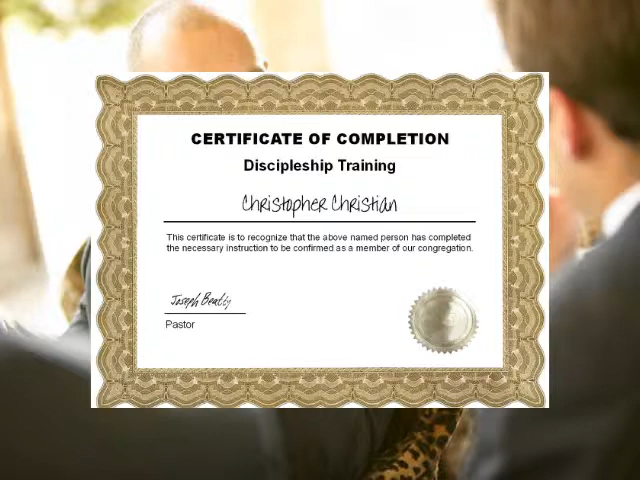 CERTIFICATE OF COMPLETION
Discipleship Training
Christopher Christian
This certificate is to recognize that the above named person has completed
the necessary instruction to be confirmed as a member of our congregation.
Joseph Beatty
Pastor